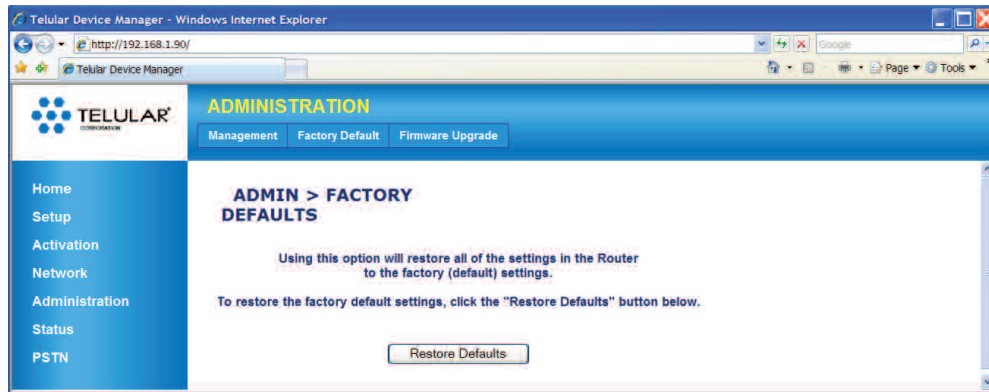 Telular Device Manager - Windows Internet Explorer
http://192.168.1.90/
Google
Telular Device Manager
Page
Tools
TELULAR
CORPORATION
ADMINISTRATION
Management Factory Default Firmware Upgrade
Home
Setup
Activation
Network
Administration
Status
PSTN
ADMIN > FACTORY
DEFAULTS
Using this option will restore all of the settings in the Router
to the factory (default) settings.
To restore the factory default settings, click the "Restore Defaults" button below.
Restore Defaults